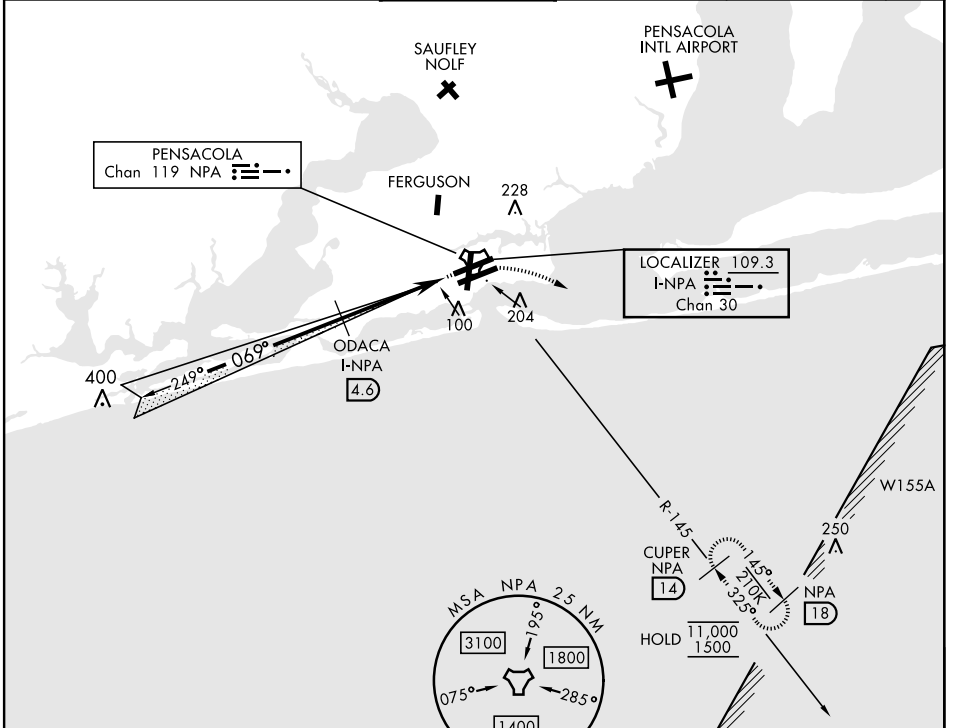 SAUFLEY
NOLF
PENSACOLA
INTL AIRPORT
PENSACOLA
Chan 119 NPA
FERGUSON
228
LOCALIZER 109.3
I-NPA
Chan 30
100
204
ODACA
I-NPA
4.6
069°
249°
400
W155A
R-145
250
CUPER
NPA
14
145°
210K
325°
NPA
18
HOLD 11,000
1500
MSA NPA 25 NM
195°
3100
1800
075°
285°
1400